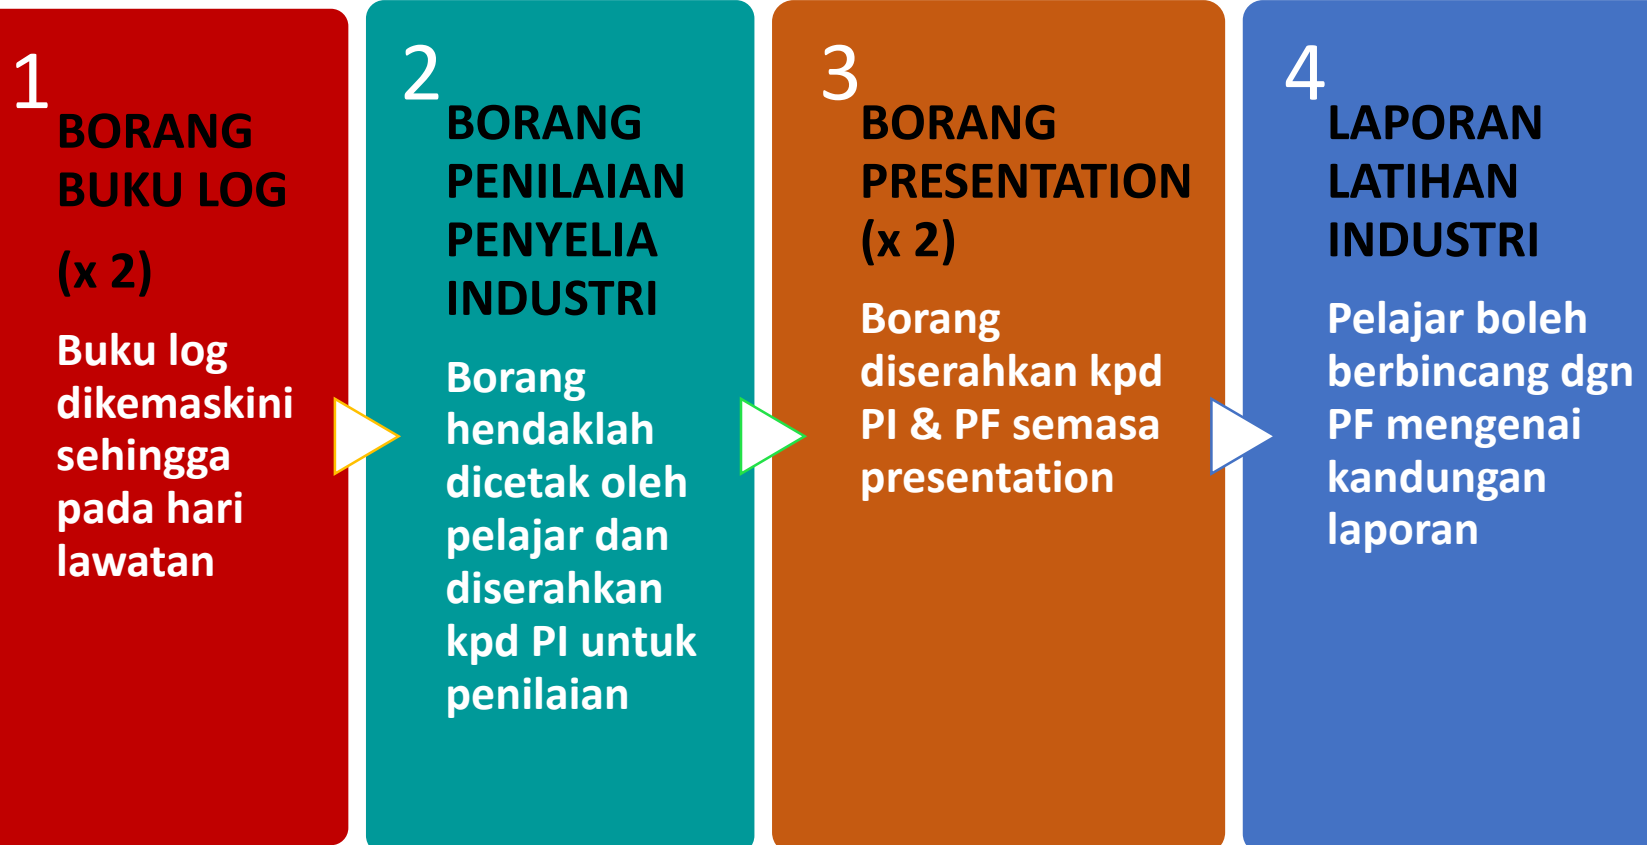 1
BORANG
BUKU LOG
(x 2)
Buku log
dikemaskini
sehingga
pada hari
lawatan
2
BORANG
PENILAIAN
PENYELIA
INDUSTRI
Borang
hendaklah
dicetak oleh
pelajar dan
diserahkan
kpd PI untuk
penilaian
3
BORANG
PRESENTATION
(x 2)
Borang
diserahkan kpd
PI & PF semasa
presentation
4
LAPORAN
LATIHAN
INDUSTRI
Pelajar boleh
berbincang dgn
PF mengenai
kandungan
laporan